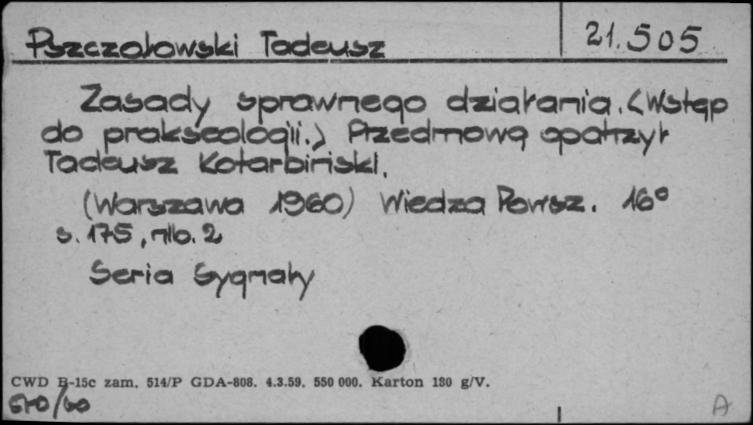 Pszczołowski Tadeusz
21.505
Zasady sprawnego działania. <Wstęp
do prakseologii.> Przedmową opatrzył
Tadeusz Kotarbiński.
(Warszawa 1960) Wiedza Powsz. 16°
s. 175, nlb. 2
Seria Sygnały
CWD B-15c zam. 514/P GDA-808. 4.3.59. 550 000. Karton 180 g/V.
A